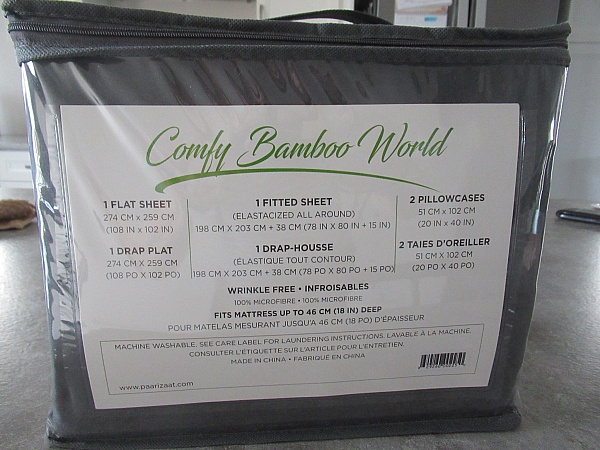 Comfy Bamboo World
1 FLAT SHEET
274 CM X 259 CM
(108 IN X 102 IN)
1 DRAP PLAT
274 CM X 259 CM
(108 PO X 102 PO)
1 FITTED SHEET
(ELASTACIZED ALL AROUND)
198 CM X 203 CM + 38 CM (78 IN X 80 IN + 15 IN)
1 DRAP-HOUSSE
(ÉLASTIQUE TOUT CONTOUR)
198 CM X 203 CM + 38 CM (78 PO X 80 PO + 15 PO)
2 PILLOWCASES
51 CM X 102 CM
(20 IN X 40 IN)
2 TAIES D'OREILLER
51 CM X 102 CM
(20 PO X 40 PO)
WRINKLE FREE • INFROISABLES
100% MICROFIBRE • 100% MICROFIBRE
FITS MATTRESS UP TO 46 CM (18 IN) DEEP
POUR MATELAS MESURANT JUSQU'A 46 CM (18 PO) D'ÉPAISSEUR
MACHINE WASHABLE. SEE CARE LABEL FOR LAUNDERING INSTRUCTIONS. LAVABLE À LA MACHINE.
CONSULTER L'ÉTIQUETTE SUR L'ARTICLE POUR L'ENTRETIEN.
MADE IN CHINA • FABRIQUÉ EN CHINA
www.paarizaat.com